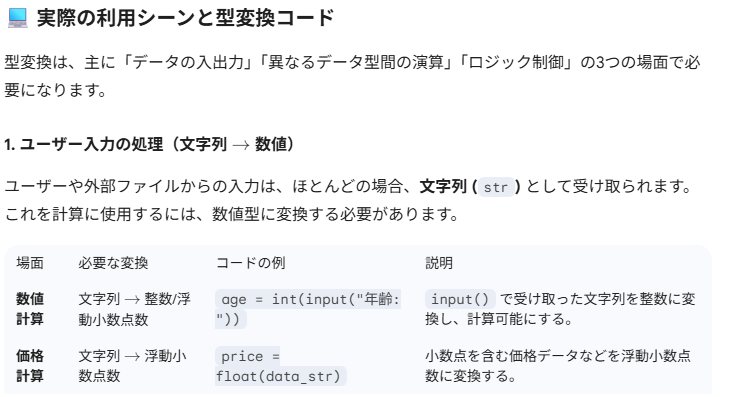 💻 実際の利用シーンと型変換コード
型変換は、主に「データの入出力」「異なるデータ型間の演算」「ロジック制御」の3つの場面で必
要になります。
1. ユーザー入力の処理（文字列 → 数値）
ユーザーや外部ファイルからの入力は、ほとんどの場合、文字列 ( str ) として受け取られます。
これを計算に使用するには、数値型に変換する必要があります。
場面 必要な変換 コードの例 説明
数値 文字列 → 整数/浮 age = int(input("年齢: input() で受け取った文字列を整数に変
計算 動小数点数 ")) 換し、計算可能にする。
価格 文字列 → 浮動小 price = 小数点を含む価格データなどを浮動小数点
計算 数点数 float(data_str) 数に変換する。